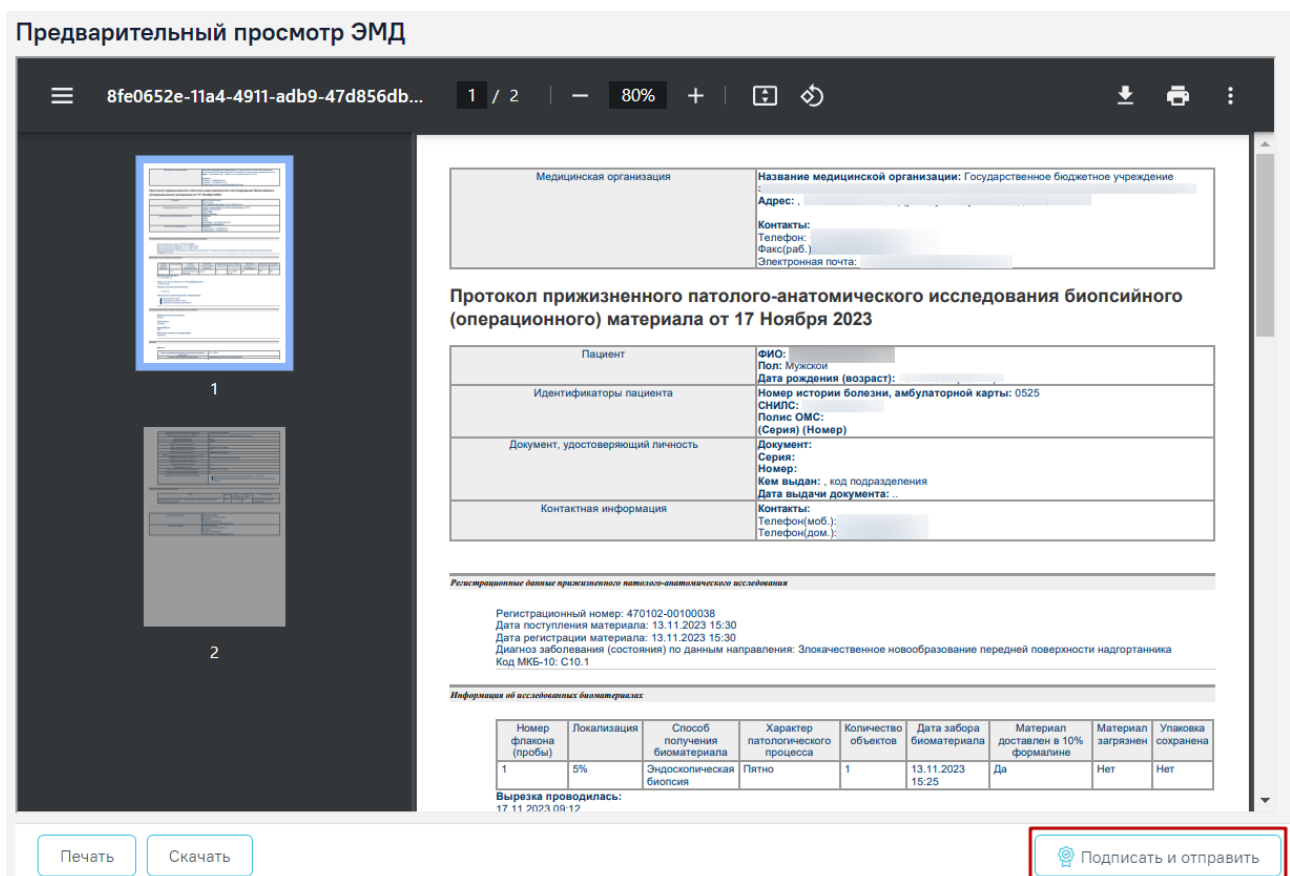 Предварительный просмотр ЭМД
8fe0652e-11a4-4911-adb9-47d856db... 1 / 2 80%
Медицинская организация
Название медицинской организации: Государственное бюджетное учреждение
:
Адрес: ,
Контакты:
Телефон:
Факс(раб.)
Электронная почта:
Протокол прижизненного патолого-анатомического исследования биопсийного
(операционного) материала от 17 Ноября 2023
Пациент
ФИО:
Пол: Мужской
Дата рождения (возраст):
Идентификаторы пациента
Номер истории болезни, амбулаторной карты: 0525
СНИЛС:
Полис ОМС:
(Серия) (Номер)
Документ, удостоверяющий личность
Документ:
Серия:
Номер:
Кем выдан: , код подразделения
Дата выдачи документа: ..
Контактная информация
Контакты:
Телефон(моб.):
Телефон(дом.):
Регистрационные данные прижизненного патолого-анатомического исследования
Регистрационный номер: 470102-00100038
Дата поступления материала: 13.11.2023 15:30
Дата регистрации материала: 13.11.2023 15:30
Диагноз заболевания (состояния) по данным направления: Злокачественное новообразование передней поверхности надгортанника
Код МКБ-10: C10.1
Информация об исследованных биоматериалах
Номер флакона (пробы) Локализация Способ получения биоматериала Характер патологического процесса Количество объектов Дата забора биоматериала Материал доставлен в 10% формалине Материал загрязнен Упаковка сохранена
1 5% Эндоскопическая биопсия Пятно 1 13.11.2023 15:25 Да Нет Нет
Вырезка проводилась:
17.11.2023 09:12
1
2
Печать Скачать Подписать и отправить